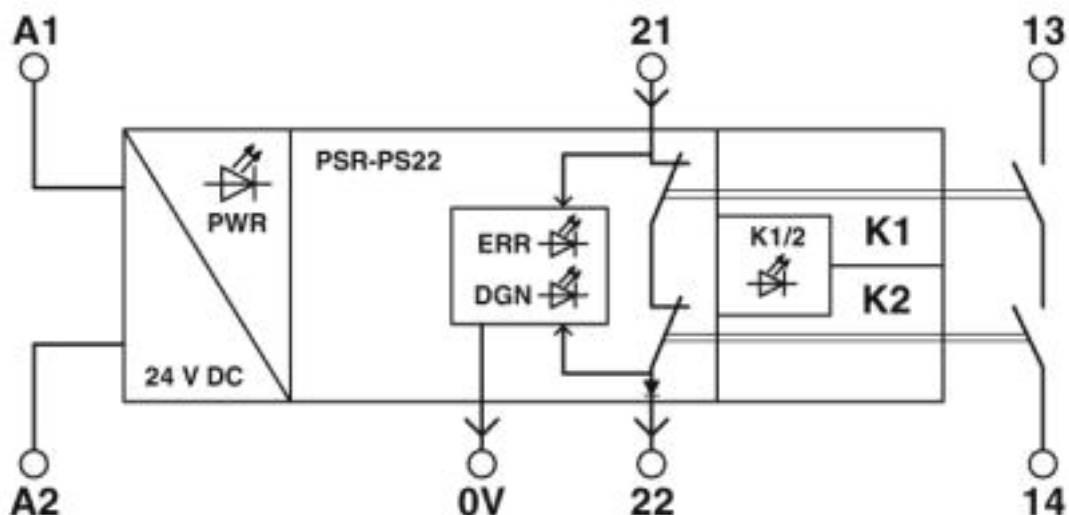 A1
21
13
PSR-PS22
PWR
ERR
K1/2
K1
DGN
K2
24 V DC
A2
0V
22
14